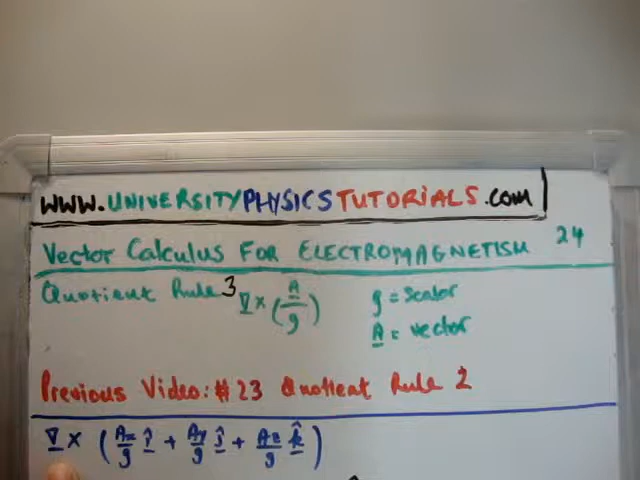 WWW.UNIVERSITYPHYSICSTUTORIALS.COM
Vector Calculus FOR ELECTROMAGNETISM 24
Quotient Rule 3 ∇ × (A/g) g = Scalar
A = vector
Previous Video: #23 Quotient Rule 2
∇ × (Ax/g î + Ay/g ĵ + Az/g k̂)